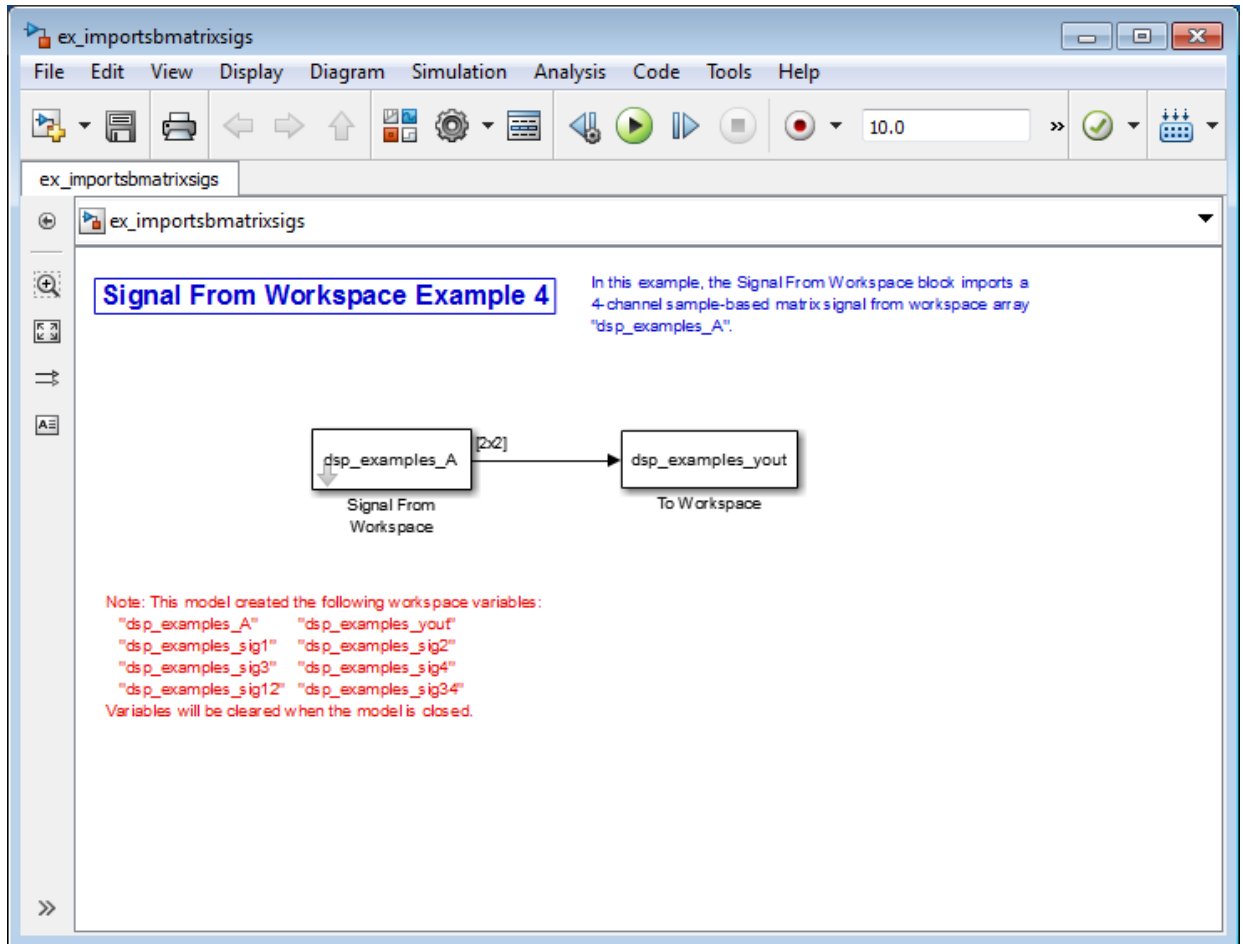 ex_importsbmatrixsigs
File Edit View Display Diagram Simulation Analysis Code Tools Help
10.0
ex_importsbmatrixsigs
ex_importsbmatrixsigs
Signal From Workspace Example 4
In this example, the Signal From Workspace block imports a
4-channel sample-based matrix signal from workspace array
"dsp_examples_A".
dsp_examples_A
[2x2]
dsp_examples_yout
Signal From
Workspace
To Workspace
Note: This model created the following workspace variables:
"dsp_examples_A" "dsp_examples_yout"
"dsp_examples_sig1" "dsp_examples_sig2"
"dsp_examples_sig3" "dsp_examples_sig4"
"dsp_examples_sig12" "dsp_examples_sig34"
Variables will be cleared when the model is closed.